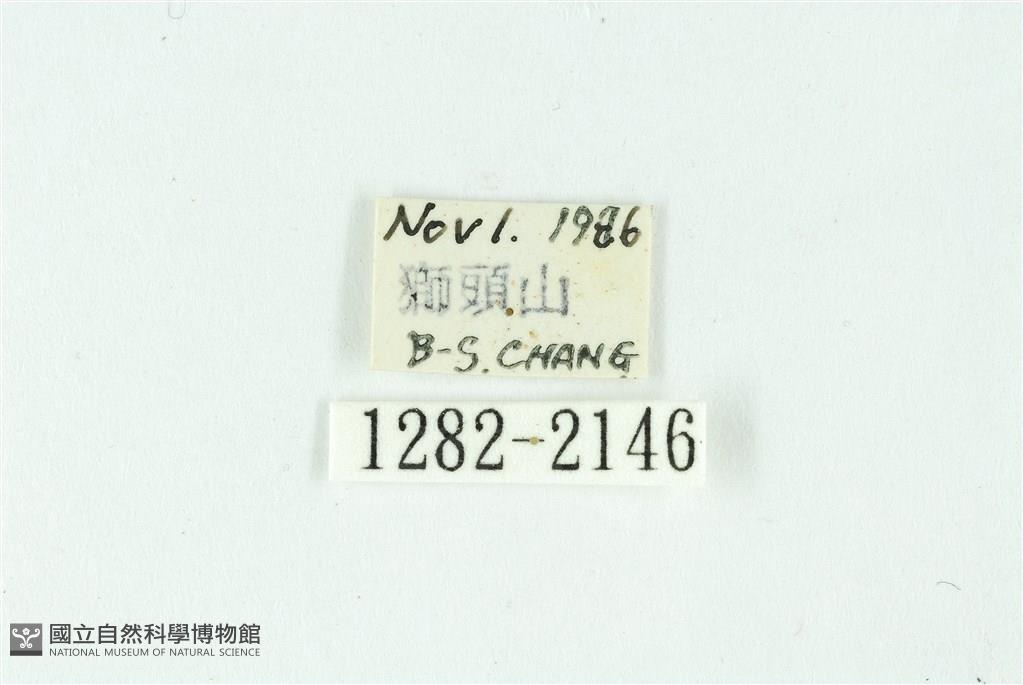 Nov 1. 1986
獅頭山
B-S. CHANG
1282-2146
國立自然科學博物館
NATIONAL MUSEUM OF NATURAL SCIENCE